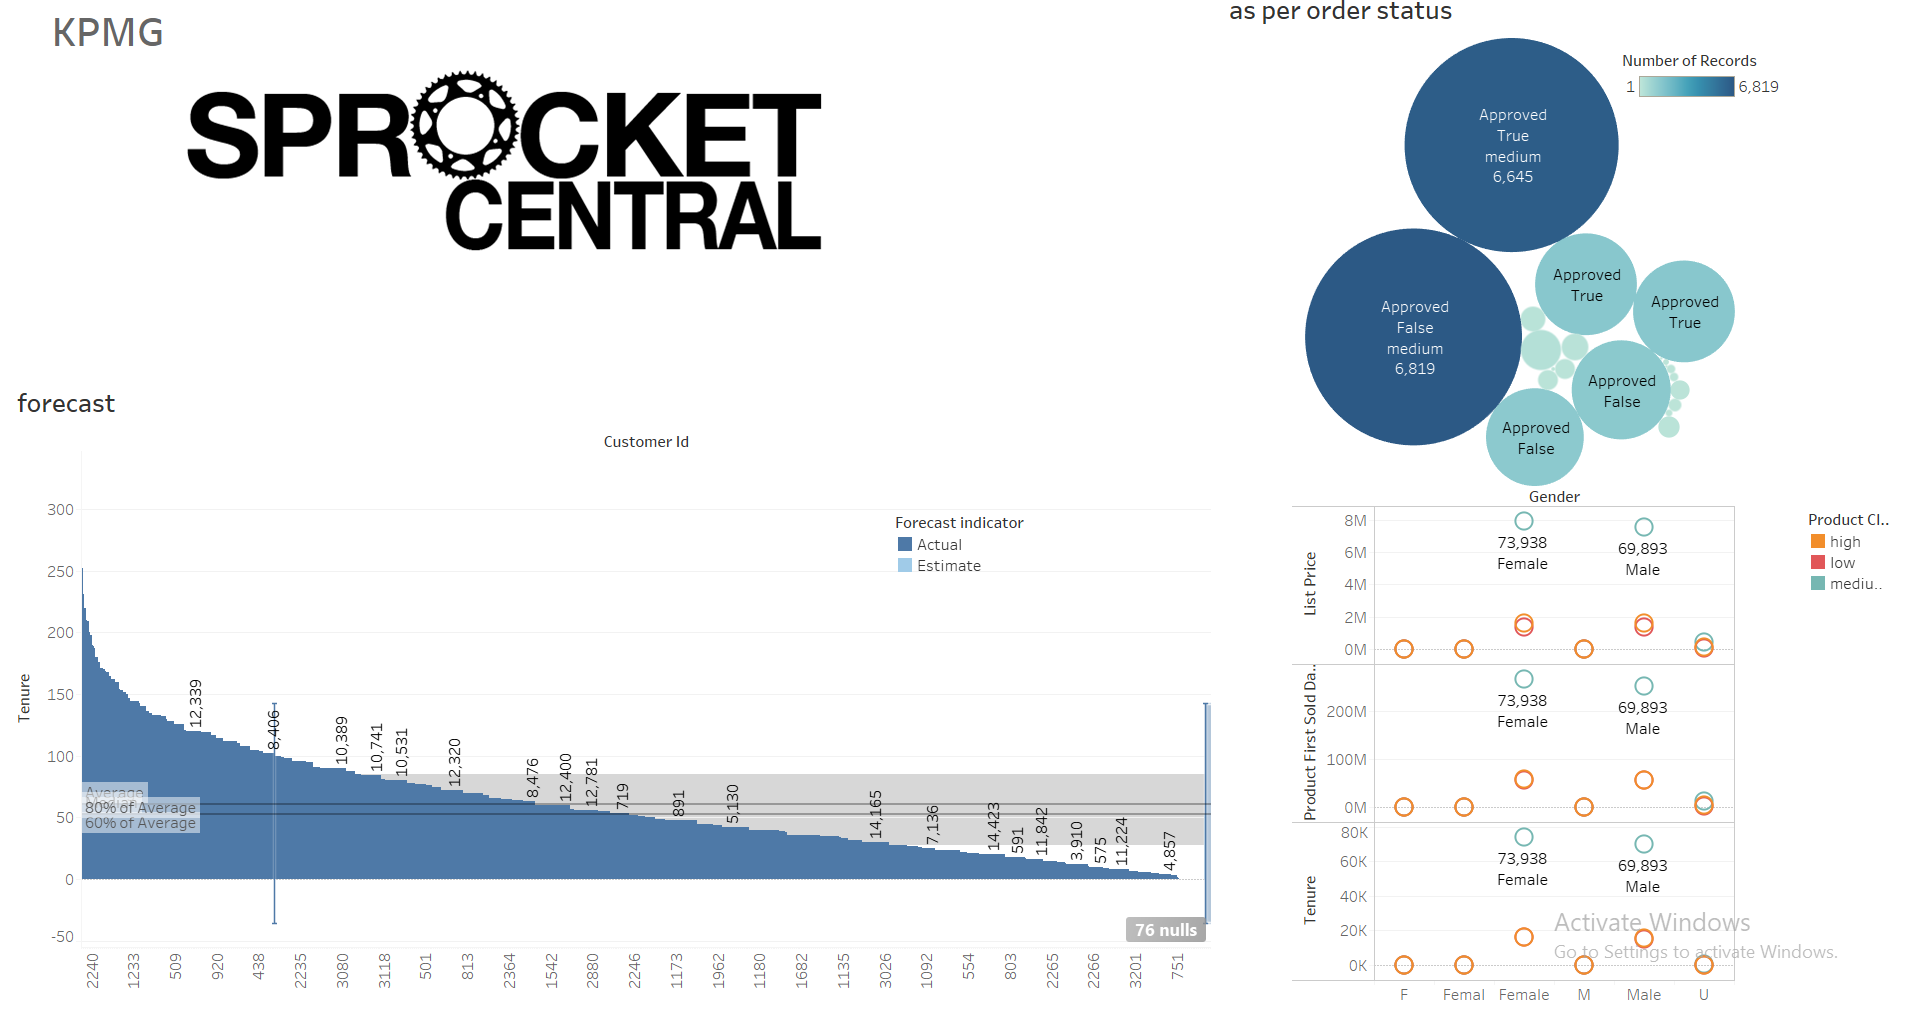 KPMG
SPROCKET
CENTRAL
as per order status
Number of Records
1 6,819
Approved
True
medium
6,645
Approved
False
medium
6,819
Approved
True
Approved
True
Approved
False
Approved
False
forecast
Customer Id
Forecast indicator
Actual
Estimate
Tenure
300
250
200
150
100
50
0
-50
12,339
8,406
10,389
10,741
10,531
12,320
8,476
12,400
12,781
719
891
5,130
14,165
7,136
14,423
591
11,842
3,910
575
11,224
4,857
Average
Median
80% of Average
60% of Average
76 nulls
2240
1233
509
920
438
2235
3080
3118
501
813
2364
1542
2880
2246
1173
1962
1180
1682
1135
3026
1092
554
803
2265
2266
3201
751
Gender
Product Cl..
high
low
mediu..
List Price
8M
6M
4M
2M
0M
73,938
Female
69,893
Male
Product First Sold Da..
200M
100M
0M
73,938
Female
69,893
Male
Tenure
80K
60K
40K
20K
0K
73,938
Female
69,893
Male
F Femal Female M Male U
Activate Windows
Go to Settings to activate Windows.